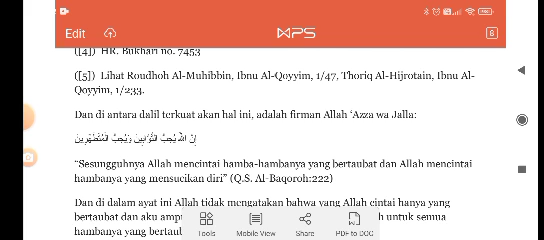 Edit
WPS
8
([4]) HR. Bukhari no. 7453
([5]) Lihat Roudhoh Al-Muhibbin, Ibnu Al-Qoyyim, 1/47, Thoriq Al-Hijrotain, Ibnu Al-
Qoyyim, 1/233.
Dan di antara dalil terkuat akan hal ini, adalah firman Allah ‘Azza wa Jalla:
إِنَّ اللَّهَ يُحِبُّ التَّوَّابِينَ وَيُحِبُّ الْمُتَطَهِّرِينَ
“Sesungguhnya Allah mencintai hamba-hambanya yang bertaubat dan Allah mencintai
hambanya yang mensucikan diri” (Q.S. Al-Baqoroh:222)
Dan di dalam ayat ini Allah tidak mengatakan bahwa yang Allah cintai hanya yang
bertaubat dan aku h untuk semua
hambanya yang
Tools
Mobile View
Share
PDF to DOC